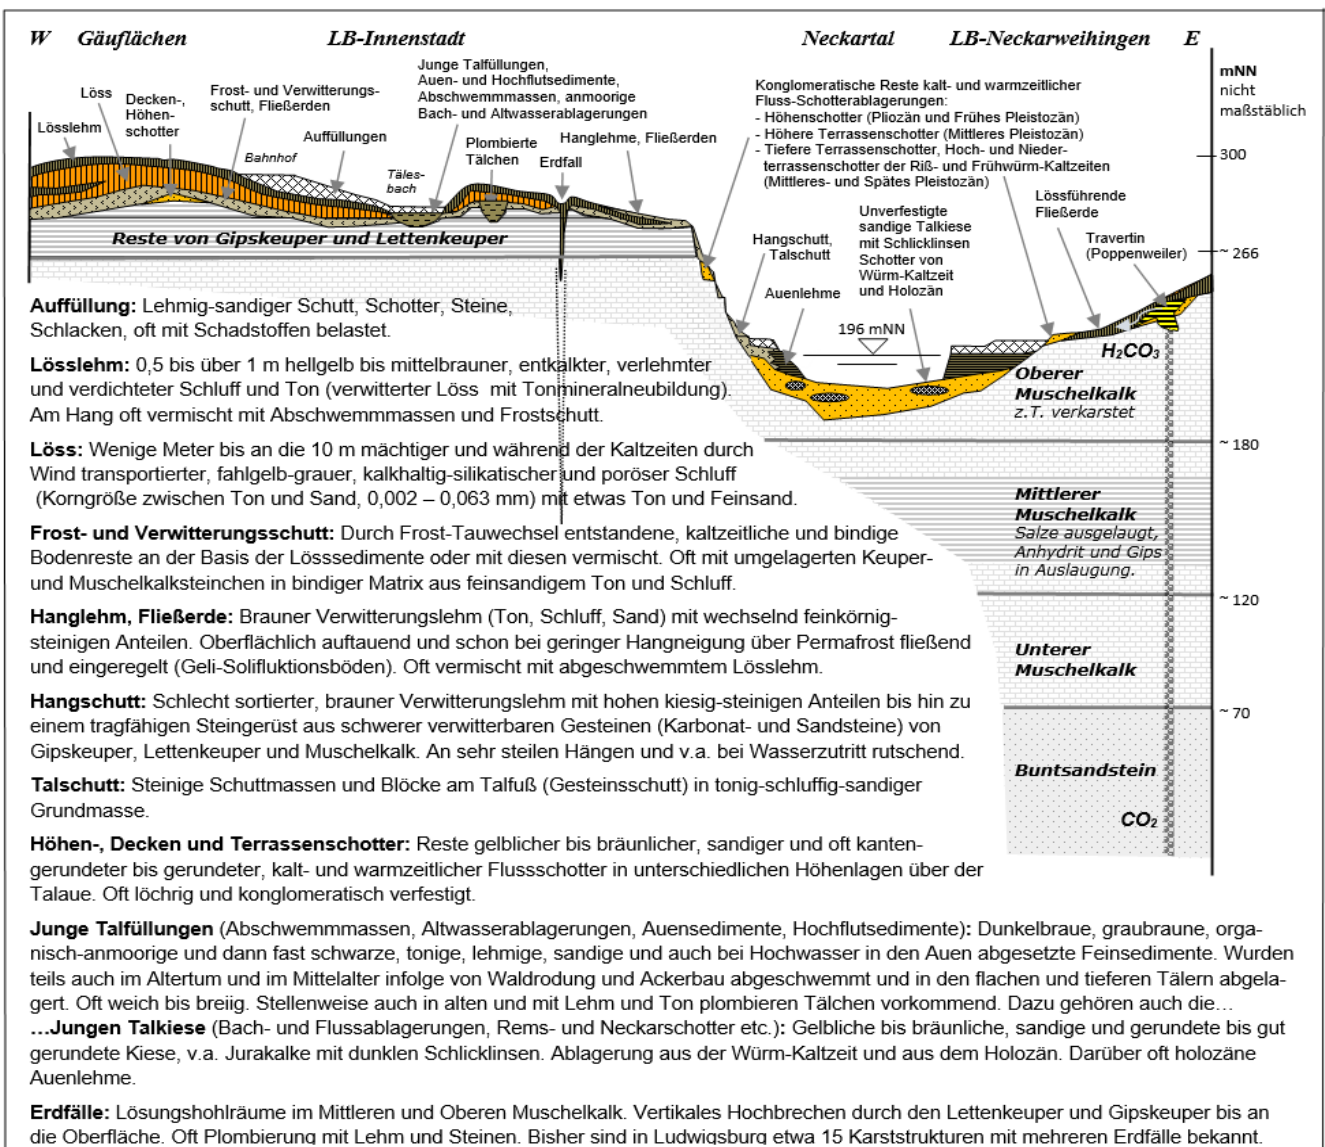 W Gäuflächen LB-Innenstadt Neckartal LB-Neckarweihingen E
mNN
nicht
maßstäblich
Lösslehm
Löss
Decken-,
Höhen-
schotter
Frost- und Verwitterungs-
schutt, Fließerden
Bahnhof
Auffüllungen
Junge Talfüllungen,
Auen- und Hochflutsedimente,
Abschwemmmassen, anmoorige
Bach- und Altwasserablagerungen
Täles-
bach
Plombierte
Tälchen
Erdfall
Hanglehme, Fließerden
Konglomeratische Reste kalt- und warmzeitlicher
Fluss-Schotterablagerungen:
- Höhenschotter (Pliozän und Frühes Pleistozän)
- Höhere Terrassenschotter (Mittleres Pleistozän)
- Tiefere Terrassenschotter, Hoch- und Nieder-
terrassenschotter der Riß- und Frühwürm-Kaltzeiten
(Mittleres- und Spätes Pleistozän)
Hangschutt,
Talschutt
Auenlehme
Unverfestigte
sandige Talkiese
mit Schlicklinsen
Schotter von
Würm-Kaltzeit
und Holozän
Lössführende
Fließerde
Travertin
(Poppenweiler)
196 mNN
300
~ 266
~ 180
~ 120
~ 70
Reste von Gipskeuper und Lettenkeuper
H2CO3
Oberer
Muschelkalk
z.T. verkarstet
Mittlerer
Muschelkalk
Salze ausgelaugt,
Anhydrit und Gips
in Auslaugung.
Unterer
Muschelkalk
Buntsandstein
CO2
Auffüllung: Lehmig-sandiger Schutt, Schotter, Steine,
Schlacken, oft mit Schadstoffen belastet.
Lösslehm: 0,5 bis über 1 m hellgelb bis mittelbrauner, entkalkter, verlehmter
und verdichteter Schluff und Ton (verwitterter Löss mit Tonmineralneubildung).
Am Hang oft vermischt mit Abschwemmmassen und Frostschutt.
Löss: Wenige Meter bis an die 10 m mächtiger und während der Kaltzeiten durch
Wind transportierter, fahlgelb-grauer, kalkhaltig-silikatischer und poröser Schluff
(Korngröße zwischen Ton und Sand, 0,002 – 0,063 mm) mit etwas Ton und Feinsand.
Frost- und Verwitterungsschutt: Durch Frost-Tauwechsel entstandene, kaltzeitliche und bindige
Bodenreste an der Basis der Lösssedimente oder mit diesen vermischt. Oft mit umgelagerten Keuper-
und Muschelkalksteinchen in bindiger Matrix aus feinsandigem Ton und Schluff.
Hanglehm, Fließerde: Brauner Verwitterungslehm (Ton, Schluff, Sand) mit wechselnd feinkörnig-
steinigen Anteilen. Oberflächlich auftauend und schon bei geringer Hangneigung über Permafrost fließend
und eingeregelt (Geli-Solifluktionsböden). Oft vermischt mit abgeschwemmtem Lösslehm.
Hangschutt: Schlecht sortierter, brauner Verwitterungslehm mit hohen kiesig-steinigen Anteilen bis hin zu
einem tragfähigen Steingerüst aus schwerer verwitterbaren Gesteinen (Karbonat- und Sandsteine) von
Gipskeuper, Lettenkeuper und Muschelkalk. An sehr steilen Hängen und v.a. bei Wasserzutritt rutschend.
Talschutt: Steinige Schuttmassen und Blöcke am Talfuß (Gesteinsschutt) in tonig-schluffig-sandiger
Grundmasse.
Höhen-, Decken und Terrassenschotter: Reste gelblicher bis bräunlicher, sandiger und oft kanten-
gerundeter bis gerundeter, kalt- und warmzeitlicher Flussschotter in unterschiedlichen Höhenlagen über der
Talaue. Oft löchrig und konglomeratisch verfestigt.
Junge Talfüllungen (Abschwemmmassen, Altwasserablagerungen, Auensedimente, Hochflutsedimente): Dunkelbraue, graubraune, orga-
nisch-anmoorige und dann fast schwarze, tonige, lehmige, sandige und auch bei Hochwasser in den Auen abgesetzte Feinsedimente. Wurden
teils auch im Altertum und im Mittelalter infolge von Waldrodung und Ackerbau abgeschwemmt und in den flachen und tieferen Tälern abgela-
gert. Oft weich bis breiig. Stellenweise auch in alten und mit Lehm und Ton plombieren Tälchen vorkommend. Dazu gehören auch die…
…Jungen Talkiese (Bach- und Flussablagerungen, Rems- und Neckarschotter etc.): Gelbliche bis bräunliche, sandige und gerundete bis gut
gerundete Kiese, v.a. Jurakalke mit dunklen Schlicklinsen. Ablagerung aus der Würm-Kaltzeit und aus dem Holozän. Darüber oft holozäne
Auenlehme.
Erdfälle: Lösungshohlräume im Mittleren und Oberen Muschelkalk. Vertikales Hochbrechen durch den Lettenkeuper und Gipskeuper bis an
die Oberfläche. Oft Plombierung mit Lehm und Steinen. Bisher sind in Ludwigsburg etwa 15 Karststrukturen mit mehreren Erdfälle bekannt.